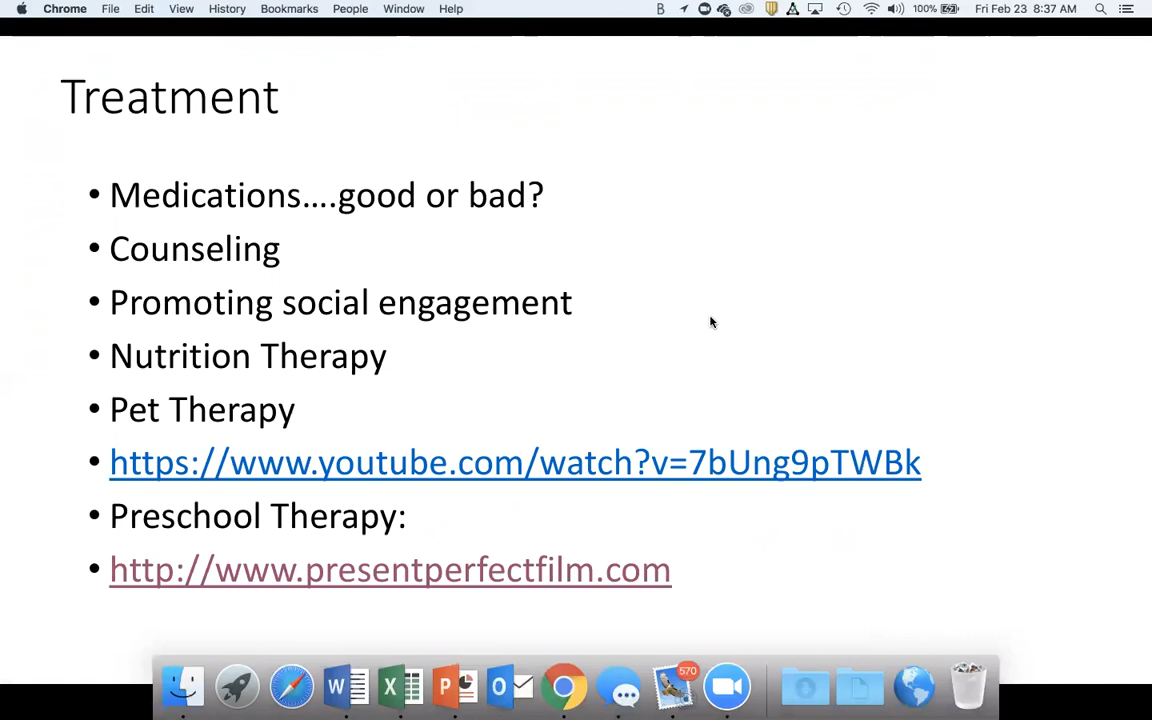 Chrome File Edit View History Bookmarks People Window Help 100% Fri Feb 23 8:37 AM
Treatment
• Medications....good or bad?
• Counseling
• Promoting social engagement
• Nutrition Therapy
• Pet Therapy
• https://www.youtube.com/watch?v=7bUng9pTWBk
• Preschool Therapy:
• http://www.presentperfectfilm.com
570